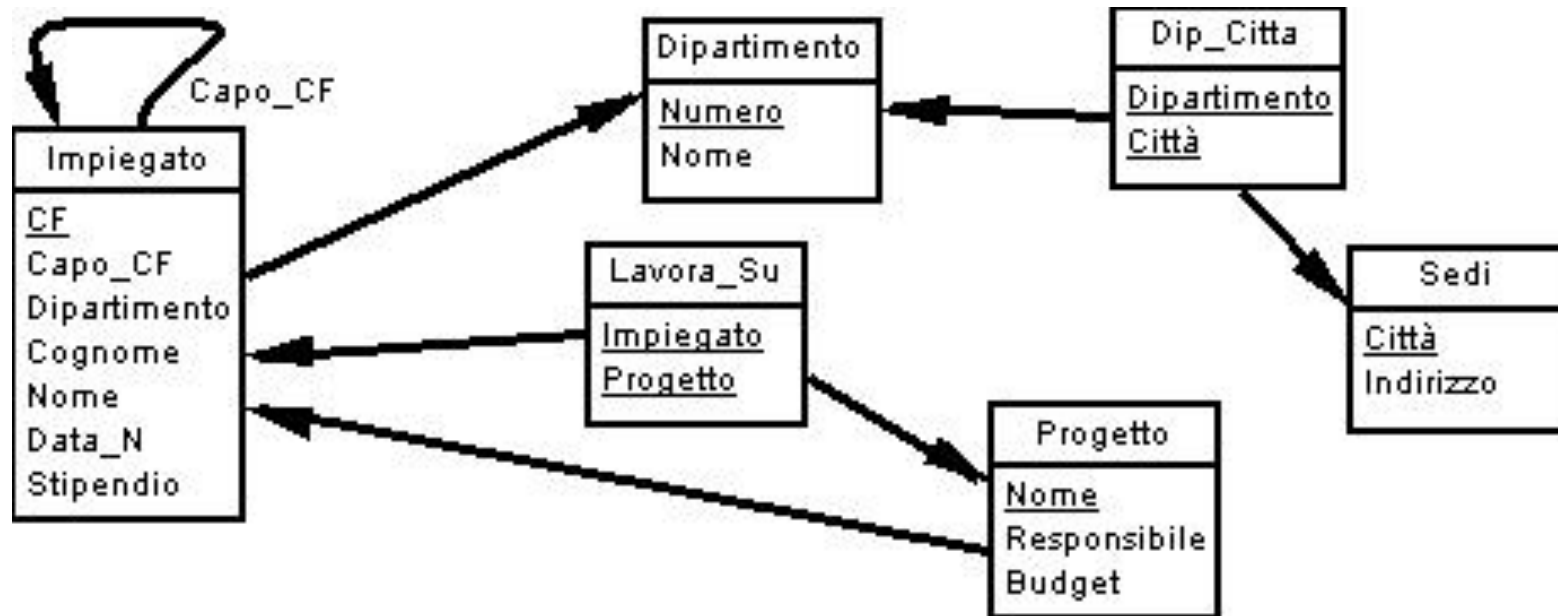 Capo_CF
Impiegato
CF
Capo_CF
Dipartimento
Cognome
Nome
Data_N
Stipendio
Dipartimento
Numero
Nome
Lavora_Su
Impiegato
Progetto
Dip_Citta
Dipartimento
Città
Sedi
Città
Indirizzo
Progetto
Nome
Responsibile
Budget